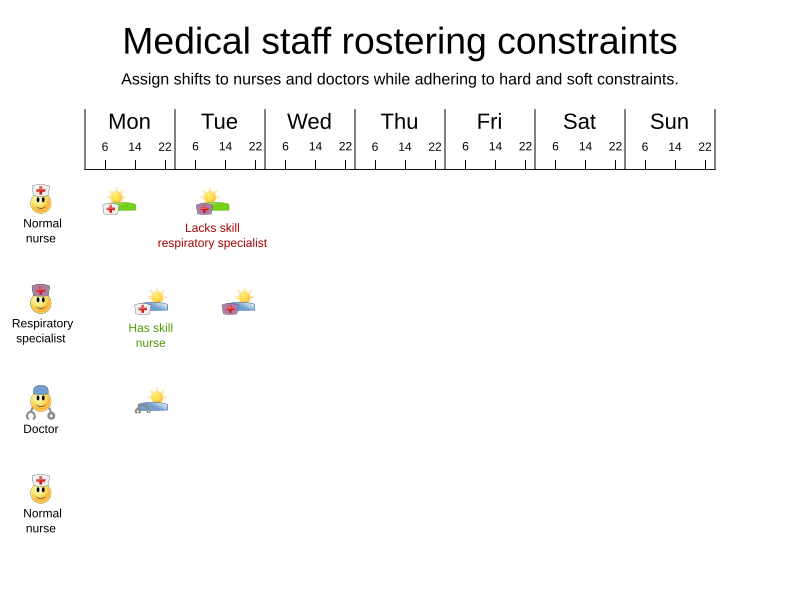 Medical staff rostering constraints
Assign shifts to nurses and doctors while adhering to hard and soft constraints.
Mon Tue Wed Thu Fri Sat Sun
6 14 22 6 14 22 6 14 22 6 14 22 6 14 22 6 14 22 6 14 22
Normal
nurse
Lacks skill
respiratory specialist
Respiratory
specialist
Has skill
nurse
Doctor
Normal
nurse